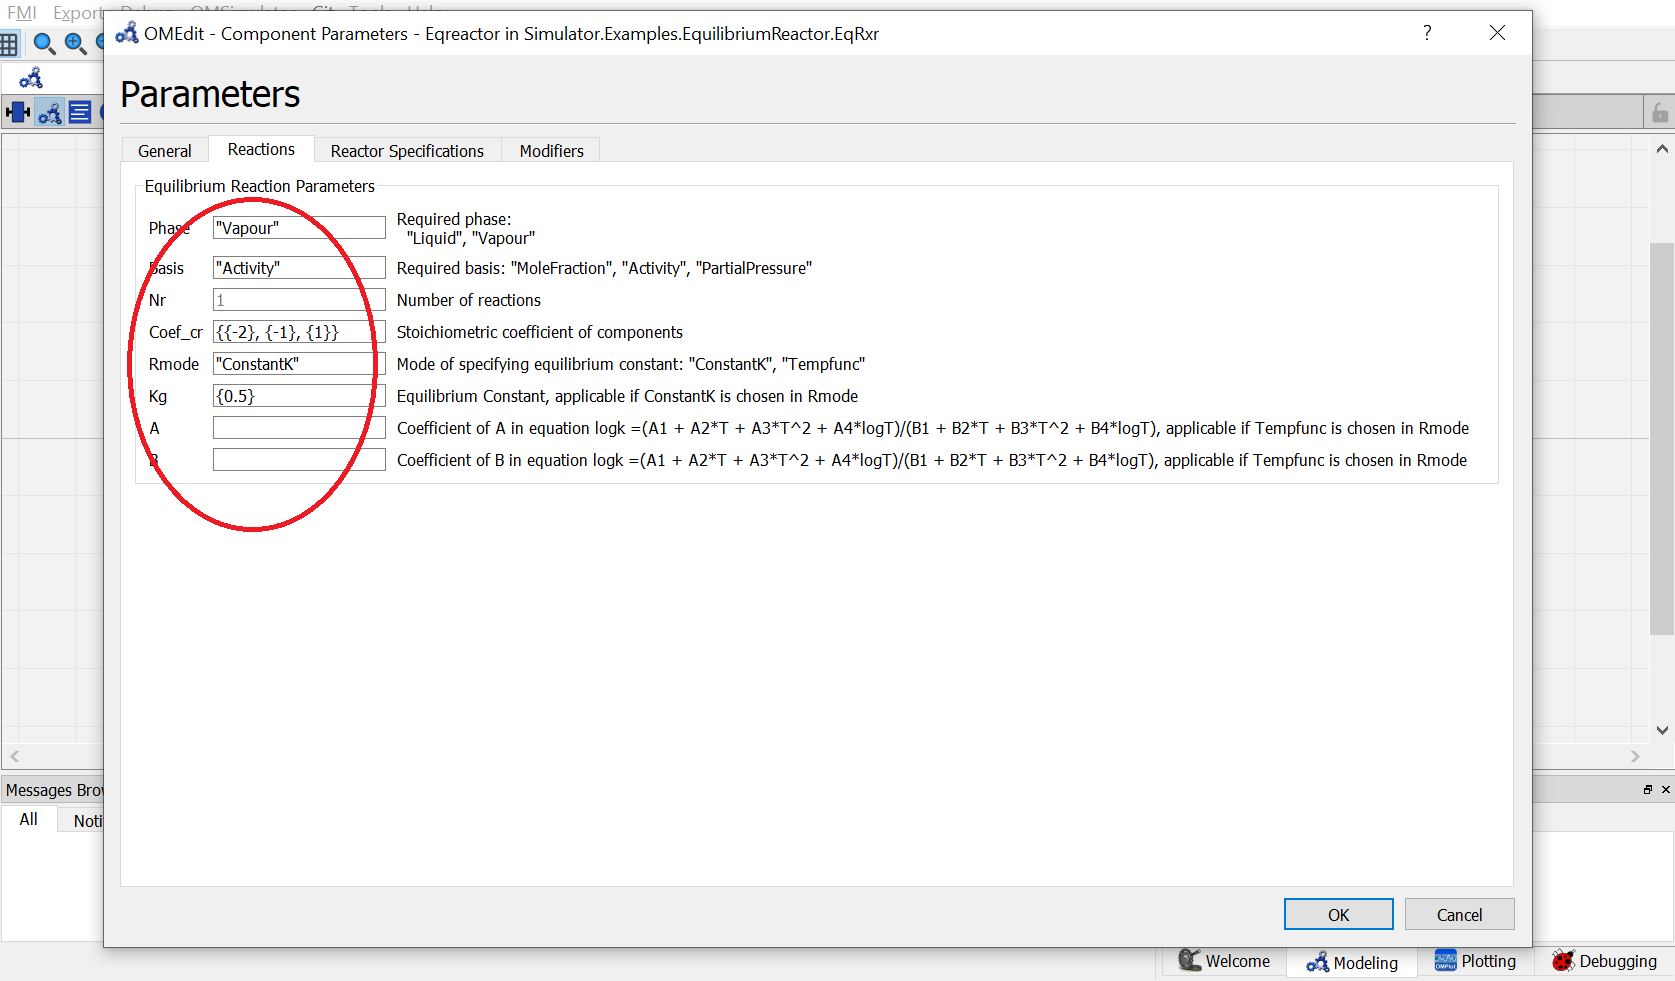 FMI Export
OMEdit - Component Parameters - Eqreactor in Simulator.Examples.EquilibriumReactor.EqRxr
?
Parameters
General Reactions Reactor Specifications Modifiers
Equilibrium Reaction Parameters
Phase "Vapour" Required phase:
"Liquid", "Vapour"
Basis "Activity" Required basis: "MoleFraction", "Activity", "PartialPressure"
Nr 1 Number of reactions
Coef_cr {{-2}, {-1}, {1}} Stoichiometric coefficient of components
Rmode "ConstantK" Mode of specifying equilibrium constant: "ConstantK", "Tempfunc"
Kg {0.5} Equilibrium Constant, applicable if ConstantK is chosen in Rmode
A Coefficient of A in equation logk =(A1 + A2*T + A3*T^2 + A4*logT)/(B1 + B2*T + B3*T^2 + B4*logT), applicable if Tempfunc is chosen in Rmode
B Coefficient of B in equation logk =(A1 + A2*T + A3*T^2 + A4*logT)/(B1 + B2*T + B3*T^2 + B4*logT), applicable if Tempfunc is chosen in Rmode
Messages Brow
All Noti
OK Cancel
Welcome Modeling Plotting Debugging